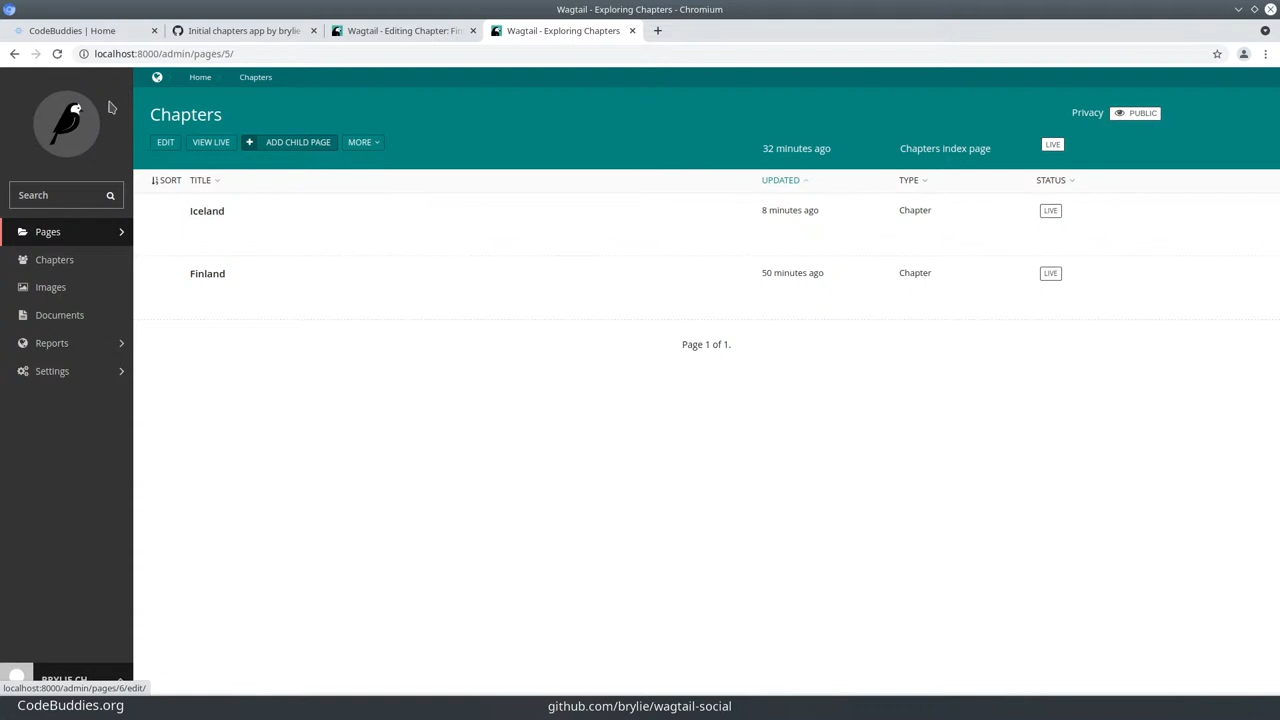 Wagtail - Exploring Chapters - Chromium
CodeBuddies | Home
Initial chapters app by brylie
Wagtail - Editing Chapter: Fin
Wagtail - Exploring Chapters
localhost:8000/admin/pages/5/
Home
Chapters
Chapters
Privacy
PUBLIC
EDIT
VIEW LIVE
ADD CHILD PAGE
MORE
32 minutes ago
Chapters index page
LIVE
Search
Pages
Chapters
Images
Documents
Reports
Settings
SORT
TITLE
UPDATED
TYPE
STATUS
Iceland
8 minutes ago
Chapter
LIVE
Finland
50 minutes ago
Chapter
LIVE
Page 1 of 1.
BRYLIE CH
localhost:8000/admin/pages/6/edit/
CodeBuddies.org
github.com/brylie/wagtail-social